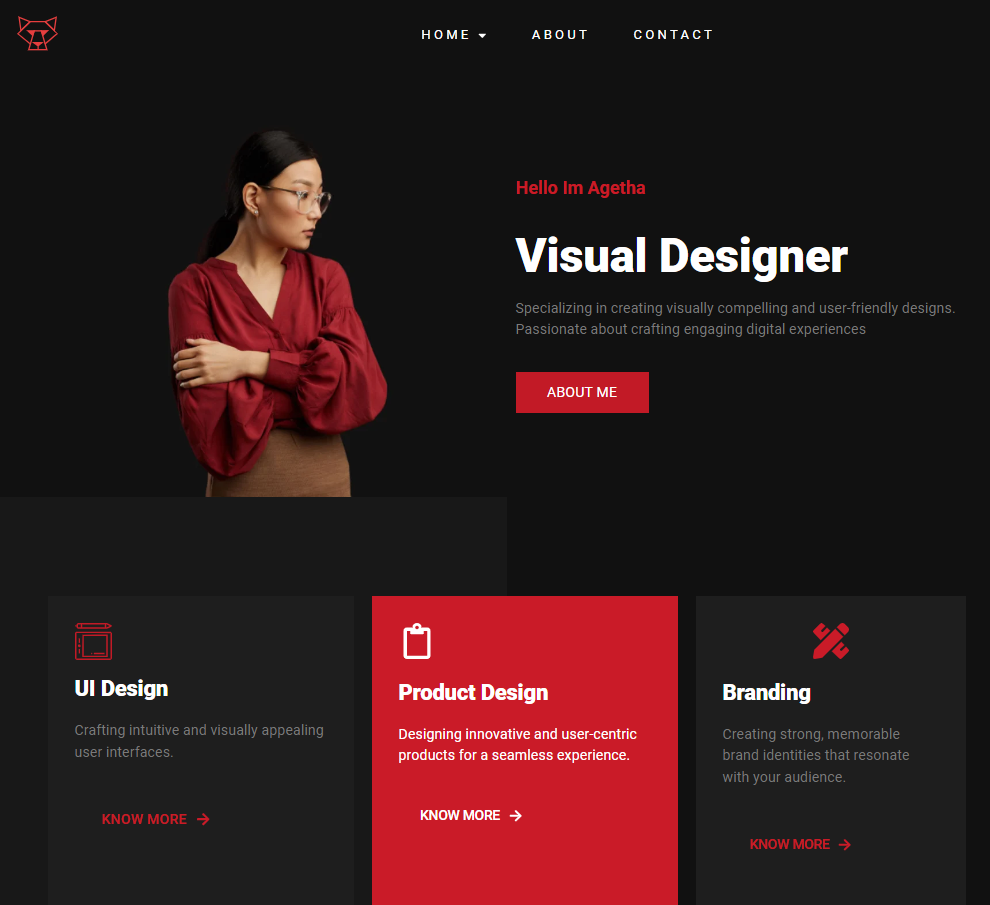 HOME
ABOUT
CONTACT
Hello Im Agetha
Visual Designer
Specializing in creating visually compelling and user-friendly designs.
Passionate about crafting engaging digital experiences
ABOUT ME
UI Design
Crafting intuitive and visually appealing
user interfaces.
KNOW MORE
Product Design
Designing innovative and user-centric
products for a seamless experience.
KNOW MORE
Branding
Creating strong, memorable
brand identities that resonate
with your audience.
KNOW MORE